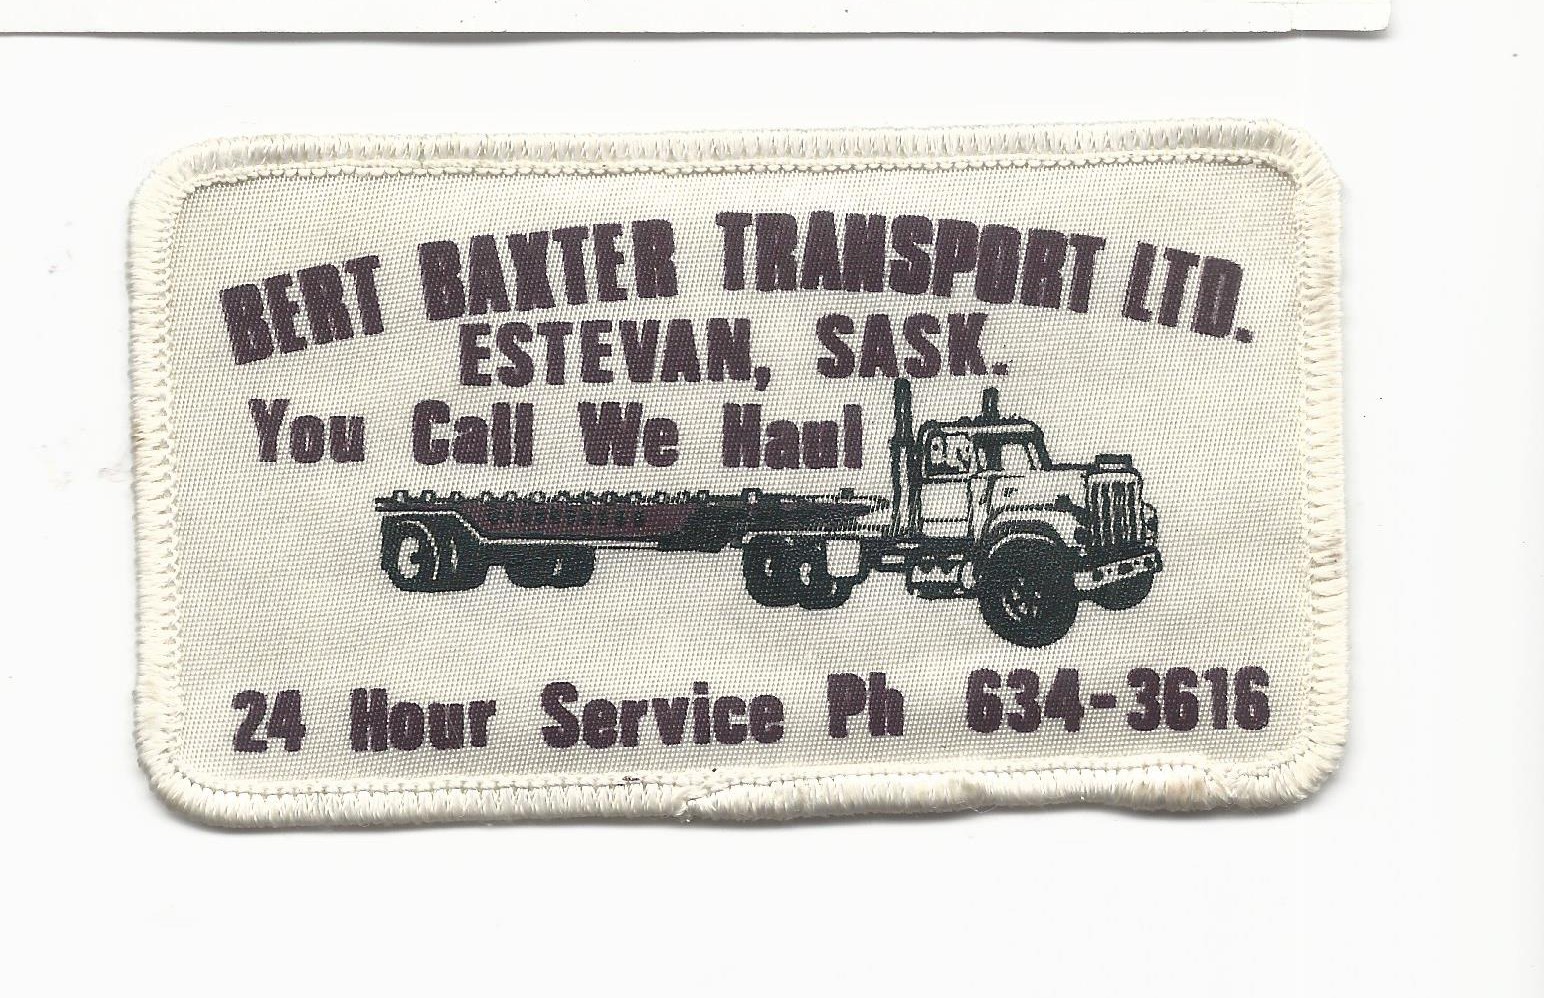 BERT BAXTER TRANSPORT LTD.
ESTEVAN, SASK.
You Call We Haul
24 Hour Service Ph 634-3616